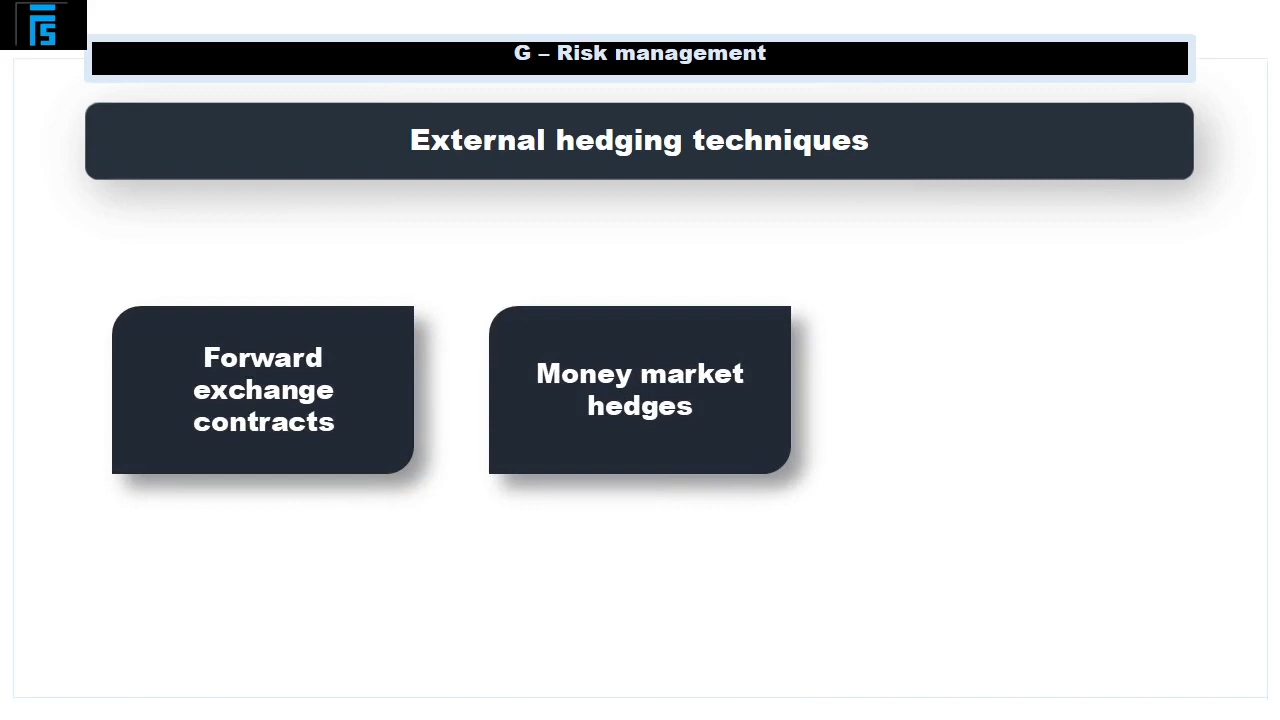 G – Risk management
External hedging techniques
Forward
exchange
contracts
Money market
hedges